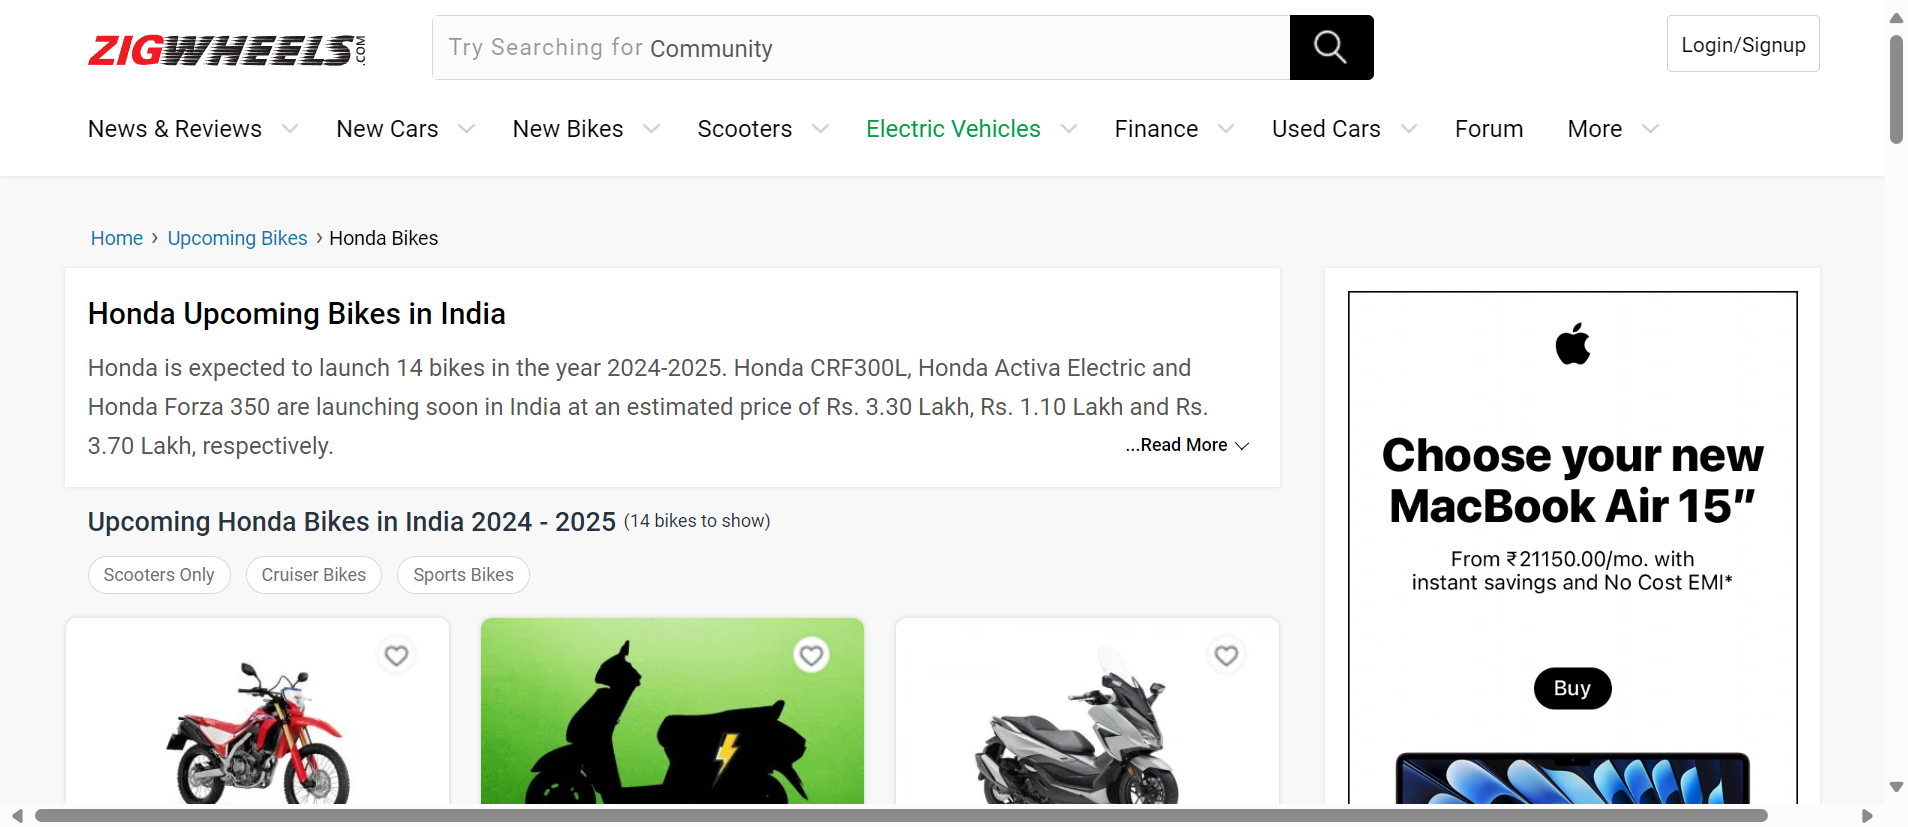 ZIGWHEELS.COM
Try Searching for Community
Login/Signup
News & Reviews New Cars New Bikes Scooters Electric Vehicles Finance Used Cars Forum More
Home › Upcoming Bikes › Honda Bikes
Honda Upcoming Bikes in India
Honda is expected to launch 14 bikes in the year 2024-2025. Honda CRF300L, Honda Activa Electric and
Honda Forza 350 are launching soon in India at an estimated price of Rs. 3.30 Lakh, Rs. 1.10 Lakh and Rs.
3.70 Lakh, respectively.
...Read More
Upcoming Honda Bikes in India 2024 - 2025 (14 bikes to show)
Scooters Only Cruiser Bikes Sports Bikes
Choose your new
MacBook Air 15″
From ₹21150.00/mo. with
instant savings and No Cost EMI*
Buy